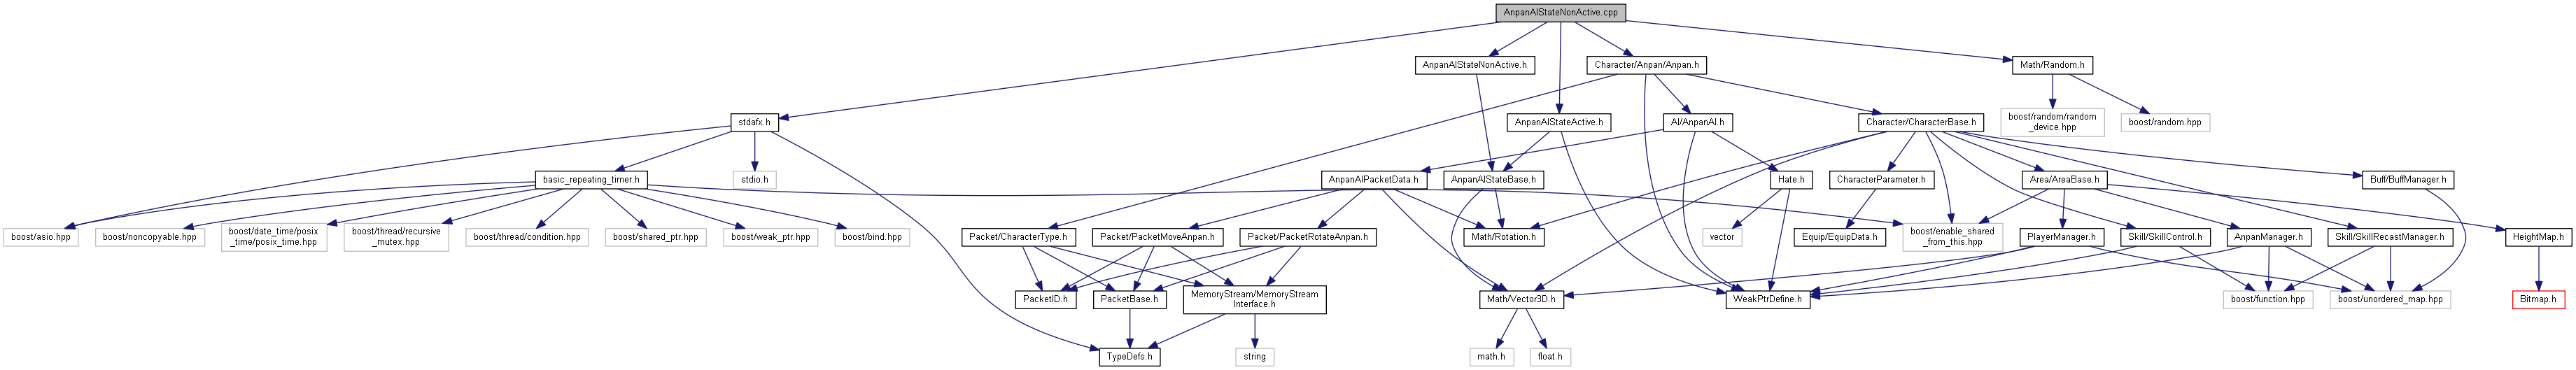 AnpanAIStateNonActive.cpp
AnpanAIStateNonActive.h
Character/Anpan/Anpan.h
Math/Random.h
stdafx.h
AnpanAIStateActive.h
AI/AnpanAI.h
Character/CharacterBase.h
boost/random/random
_device.hpp
boost/random.hpp
basic_repeating_timer.h
stdio.h
AnpanAIPacketData.h
AnpanAIStateBase.h
Hate.h
CharacterParameter.h
Area/AreaBase.h
Buff/BuffManager.h
boost/asio.hpp
boost/noncopyable.hpp
boost/date_time/posix
_time/posix_time.hpp
boost/thread/recursive
_mutex.hpp
boost/thread/condition.hpp
boost/shared_ptr.hpp
boost/weak_ptr.hpp
boost/bind.hpp
Packet/CharacterType.h
Packet/PacketMoveAnpan.h
Packet/PacketRotateAnpan.h
Math/Rotation.h
vector
Equip/EquipData.h
boost/enable_shared
_from_this.hpp
PlayerManager.h
Skill/SkillControl.h
AnpanManager.h
Skill/SkillRecastManager.h
HeightMap.h
PacketID.h
PacketBase.h
MemoryStream/MemoryStream
Interface.h
Math/Vector3D.h
WeakPtrDefine.h
boost/function.hpp
boost/unordered_map.hpp
Bitmap.h
TypeDefs.h
string
math.h
float.h